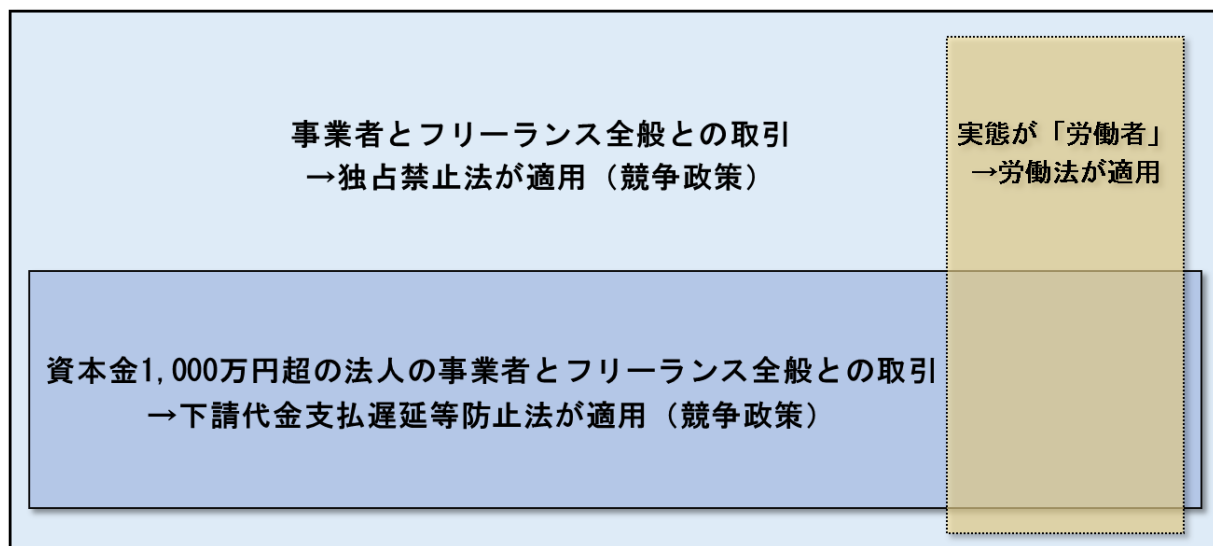 事業者とフリーランス全般との取引
→独占禁止法が適用（競争政策）
実態が「労働者」
→労働法が適用
資本金1,000万円超の法人の事業者とフリーランス全般との取引
→下請代金支払遅延等防止法が適用（競争政策）